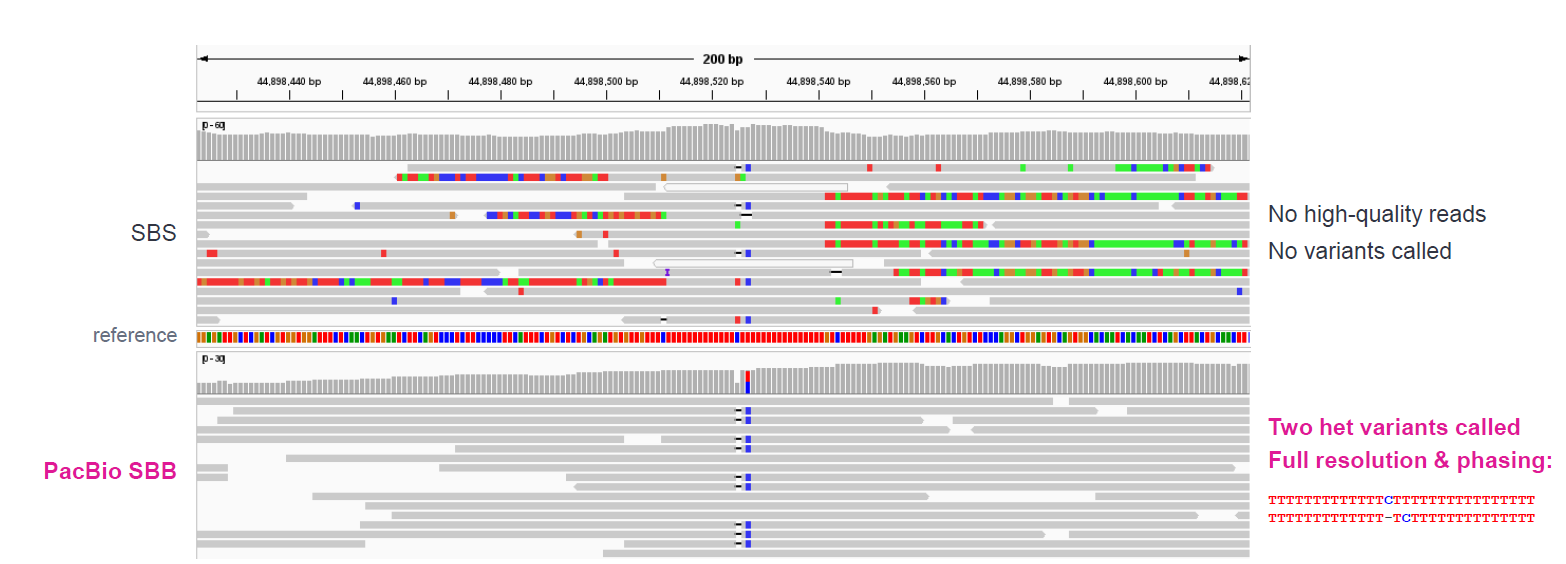 200 bp
44,898,440 bp 44,898,460 bp 44,898,480 bp 44,898,500 bp 44,898,520 bp 44,898,540 bp 44,898,560 bp 44,898,580 bp 44,898,600 bp 44,898,62
[0 - 60]
SBS
No high-quality reads
No variants called
reference
[0 - 30]
PacBio SBB
Two het variants called
Full resolution & phasing:
TTTTTTTTTTTTTCTTTTTTTTTTTTTTTT
TTTTTTTTTTTTT-TCTTTTTTTTTTTTTT